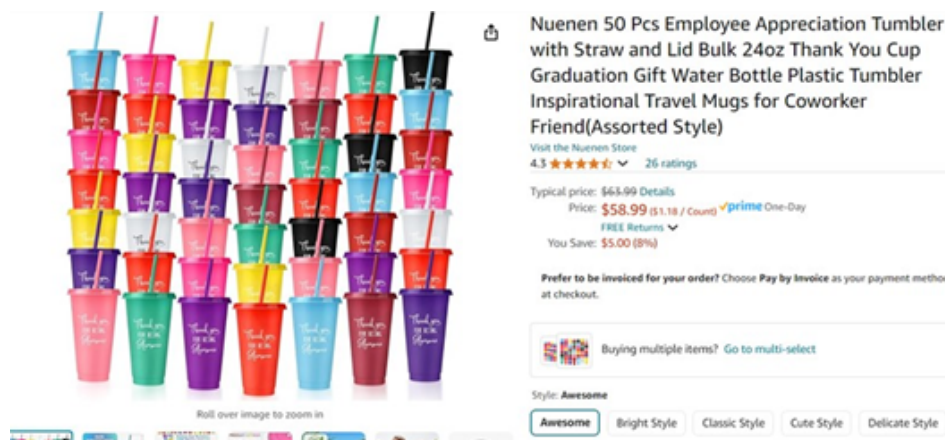 Nuenen 50 Pcs Employee Appreciation Tumbler
with Straw and Lid Bulk 24oz Thank You Cup
Graduation Gift Water Bottle Plastic Tumbler
Inspirational Travel Mugs for Coworker
Friend(Assorted Style)
Visit the Nuenen Store
4.3 26 ratings
Typical price: $63.99 Details
Price: $58.99 ($1.18 / Count) prime One-Day
FREE Returns
You Save: $5.00 (8%)
Prefer to be invoiced for your order? Choose Pay by Invoice as your payment metho
at checkout.
Buying multiple items? Go to multi-select
Style: Awesome
Awesome Bright Style Classic Style Cute Style Delicate Style
Thank you
Roll over image to zoom in